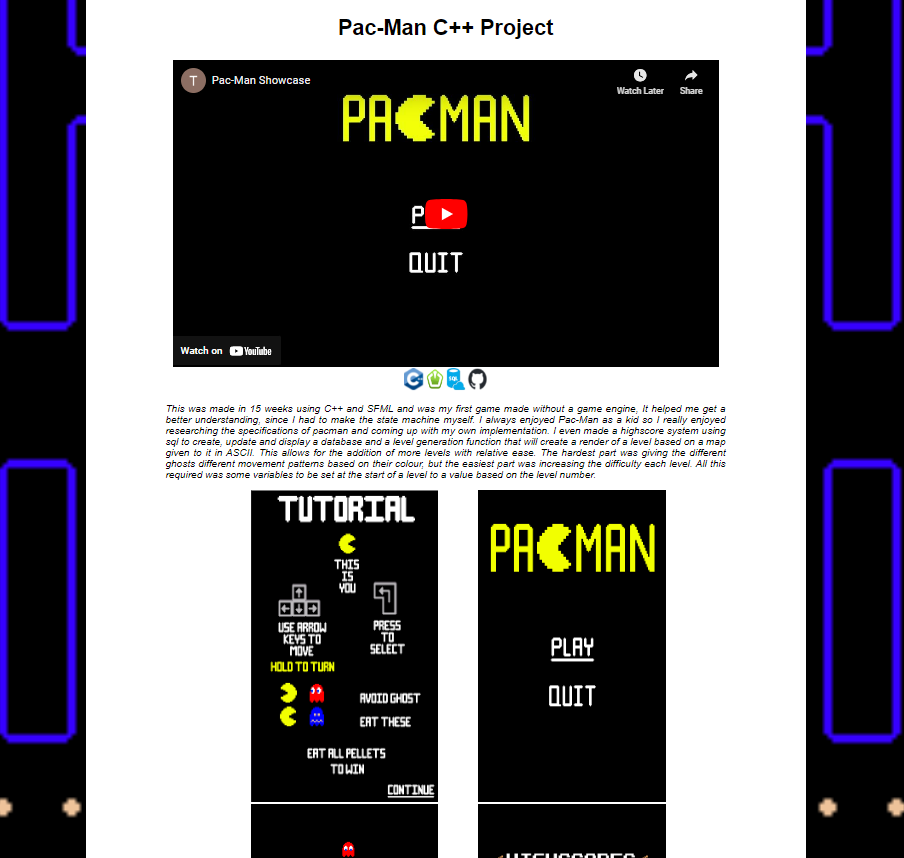 Pac-Man C++ Project
T Pac-Man Showcase
Watch Later Share
PACMAN
P
QUIT
Watch on YouTube
This was made in 15 weeks using C++ and SFML and was my first game made without a game engine, It helped me get a
better understanding, since I had to make the state machine myself. I always enjoyed Pac-Man as a kid so I really enjoyed
researching the specifications of pacman and coming up with my own implementation. I even made a highscore system using
sql to create, update and display a database and a level generation function that will create a render of a level based on a map
given to it in ASCII. This allows for the addition of more levels with relative ease. The hardest part was giving the different
ghosts different movement patterns based on their colour, but the easiest part was increasing the difficulty each level. All this
required was some variables to be set at the start of a level to a value based on the level number.
TUTORIAL
THIS
IS
YOU
USE ARROW
KEYS TO
MOVE
PRESS
TO
SELECT
HOLD TO TURN
AVOID GHOST
EAT THESE
EAT ALL PELLETS
TO WIN
CONTINUE
PACMAN
PLAY
QUIT
HIGHSCORES